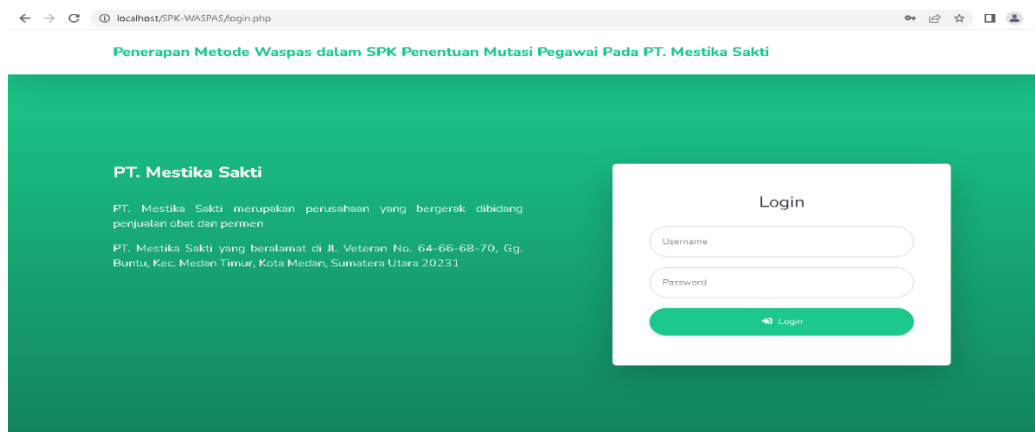 localhost/SPK-WASPAS/login.php
Penerapan Metode Waspas dalam SPK Penentuan Mutasi Pegawai Pada PT. Mestika Sakti
PT. Mestika Sakti
PT. Mestika Sakti merupakan perusahaan yang bergerak dibidang
penjualan obat dan permen
PT. Mestika Sakti yang beralamat di Jl. Veteran No. 64-66-68-70, Gg.
Buntu, Kec. Medan Timur, Kota Medan, Sumatera Utara 20231
Login
Username
Password
Login